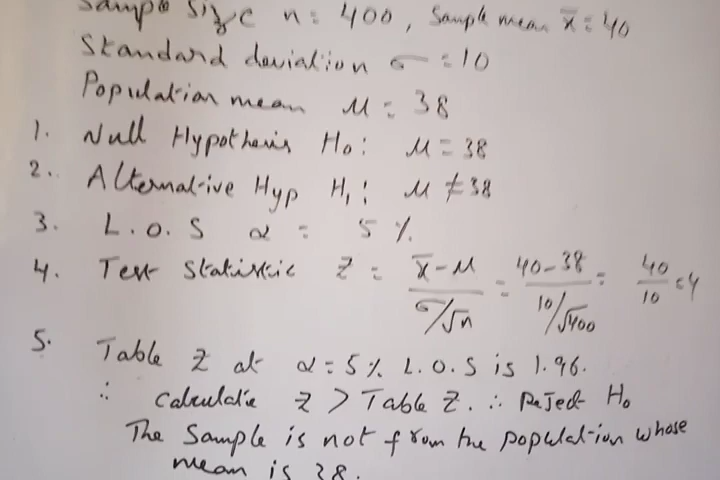 Sample size n = 400, Sample mean x̄ = 40
Standard deviation σ = 10
Population mean μ = 38
1. Null Hypothesis H₀: μ = 38
2. Alternative Hyp H₁: μ ≠ 38
3. L.O.S α = 5 %
4. Test Statistic Z = x̄ - μ / σ/√n = 40 - 38 / 10/√400 = 40/10 = 4
5. Table Z at α = 5% L.O.S is 1.96.
∴ calculate Z > Table Z. ∴ Reject H₀
The Sample is not from the population whose
mean is 38.